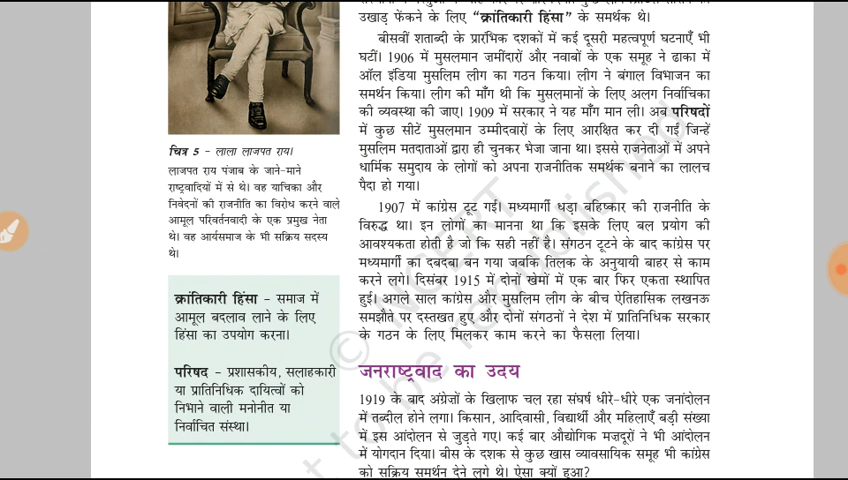 उखाड़ फेंकने के लिए "क्रांतिकारी हिंसा" के समर्थक थे।
बीसवीं शताब्दी के प्रारंभिक दशकों में कई दूसरी महत्वपूर्ण घटनाएँ भी
घटीं। 1906 में मुसलमान ज़मींदारों और नवाबों के एक समूह ने ढाका में
ऑल इंडिया मुसलिम लीग का गठन किया। लीग ने बंगाल विभाजन का
समर्थन किया। लीग की माँग थी कि मुसलमानों के लिए अलग निर्वाचिका
की व्यवस्था की जाए। 1909 में सरकार ने यह माँग मान ली। अब परिषदों
में कुछ सीटें मुसलमान उम्मीदवारों के लिए आरक्षित कर दी गईं जिन्हें
मुसलिम मतदाताओं द्वारा ही चुनकर भेजा जाना था। इससे राजनेताओं में अपने
धार्मिक समुदाय के लोगों को अपना राजनीतिक समर्थक बनाने का लालच
पैदा हो गया।
1907 में कांग्रेस टूट गई। मध्यमार्गी धड़ा बहिष्कार की राजनीति के
विरुद्ध था। इन लोगों का मानना था कि इसके लिए बल प्रयोग की
आवश्यकता होती है जो कि सही नहीं है। संगठन टूटने के बाद कांग्रेस पर
मध्यमार्गी का दबदबा बन गया जबकि तिलक के अनुयायी बाहर से काम
करने लगे। दिसंबर 1915 में दोनों खेमों में एक बार फिर एकता स्थापित
हुई। अगले साल कांग्रेस और मुसलिम लीग के बीच ऐतिहासिक लखनऊ
समझौते पर दस्तखत हुए और दोनों संगठनों ने देश में प्रातिनिधिक सरकार
के गठन के लिए मिलकर काम करने का फैसला लिया।
जनराष्ट्रवाद का उदय
1919 के बाद अंग्रेजों के खिलाफ चल रहा संघर्ष धीरे-धीरे एक जनांदोलन
में तब्दील होने लगा। किसान, आदिवासी, विद्यार्थी और महिलाएँ बड़ी संख्या
में इस आंदोलन से जुड़ते गए। कई बार औद्योगिक मजदूरों ने भी आंदोलन
में योगदान दिया। बीस के दशक से कुछ खास व्यावसायिक समूह भी कांग्रेस
को सक्रिय समर्थन देने लगे थे। ऐसा क्यों हुआ?
चित्र 5 - लाला लाजपत राय।
लाजपत राय पंजाब के जाने-माने
राष्ट्रवादियों में से थे। वह याचिका और
निवेदनों की राजनीति का विरोध करने वाले
आमूल परिवर्तनवादी के एक प्रमुख नेता
थे। वह आर्यसमाज के भी सक्रिय सदस्य
थे।
क्रांतिकारी हिंसा – समाज में
आमूल बदलाव लाने के लिए
हिंसा का उपयोग करना।
परिषद – प्रशासकीय, सलाहकारी
या प्रातिनिधिक दायित्वों को
निभाने वाली मनोनीत या
निर्वाचित संस्था।
© NCERT
t to be republished